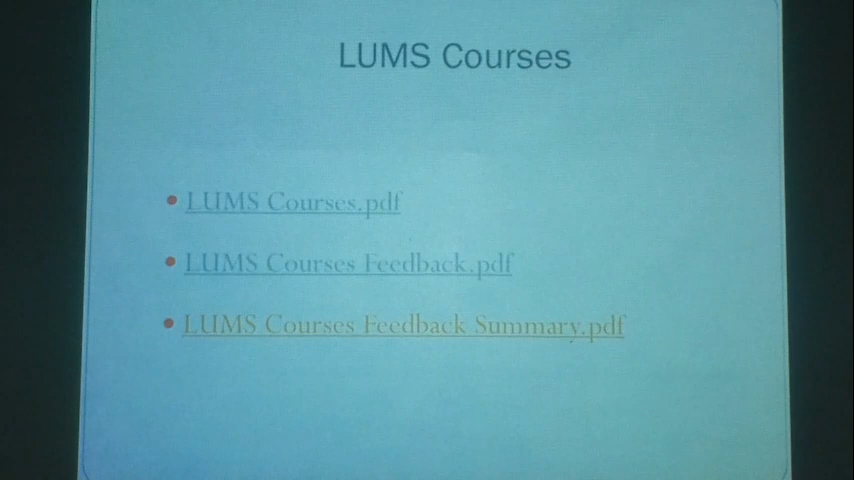 LUMS Courses
LUMS Courses.pdf
LUMS Courses Feedback.pdf
LUMS Courses Feedback Summary.pdf